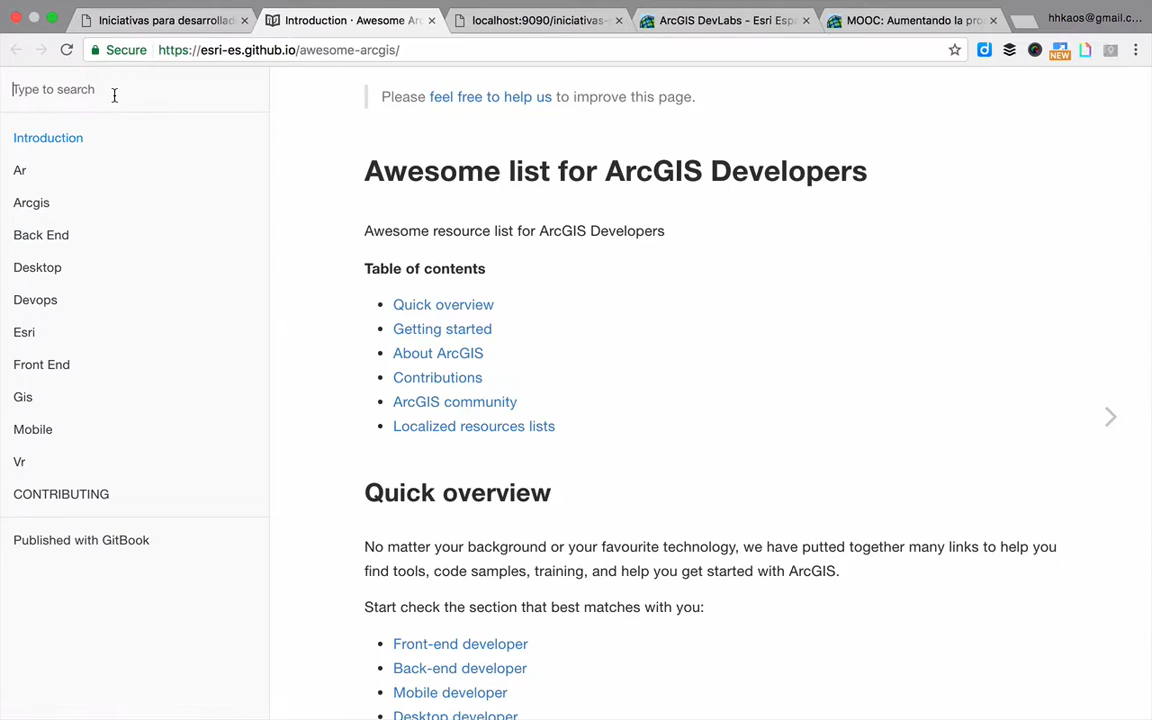 Iniciativas para desarrollad
Introduction · Awesome Arc
localhost:9090/iniciativas-
ArcGIS DevLabs - Esri Espa
MOOC: Aumentando la pro
hhkaos@gmail.c...
Secure https://esri-es.github.io/awesome-arcgis/
NEW
Type to search
Introduction
Ar
Arcgis
Back End
Desktop
Devops
Esri
Front End
Gis
Mobile
Vr
CONTRIBUTING
Published with GitBook
Please feel free to help us to improve this page.
Awesome list for ArcGIS Developers
Awesome resource list for ArcGIS Developers
Table of contents
• Quick overview
• Getting started
• About ArcGIS
• Contributions
• ArcGIS community
• Localized resources lists
Quick overview
No matter your background or your favourite technology, we have putted together many links to help you
find tools, code samples, training, and help you get started with ArcGIS.
Start check the section that best matches with you:
• Front-end developer
• Back-end developer
• Mobile developer
• Desktop developer